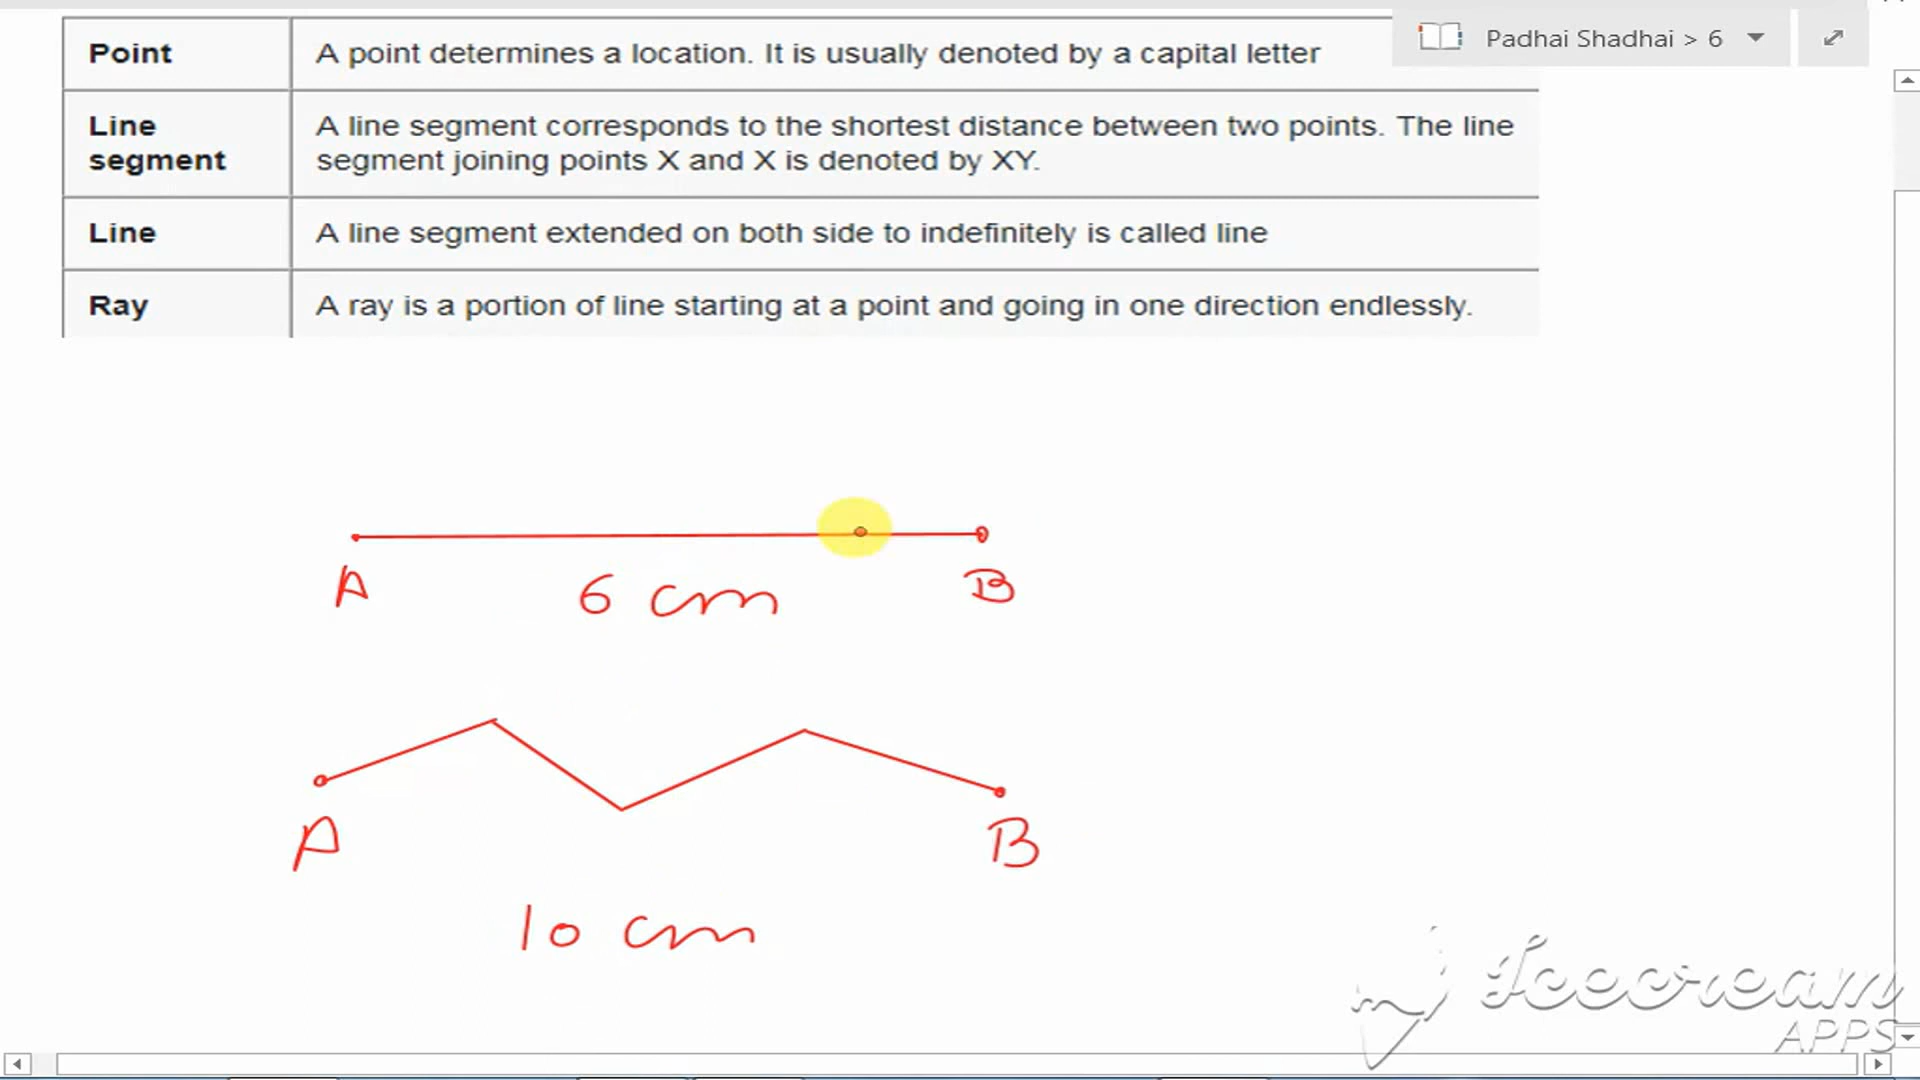 Padhai Shadhai > 6
Point
A point determines a location. It is usually denoted by a capital letter
Line
segment
A line segment corresponds to the shortest distance between two points. The line
segment joining points X and X is denoted by XY.
Line
A line segment extended on both side to indefinitely is called line
Ray
A ray is a portion of line starting at a point and going in one direction endlessly.
A
6 cm
B
A
B
10 cm
Icecream
APPS